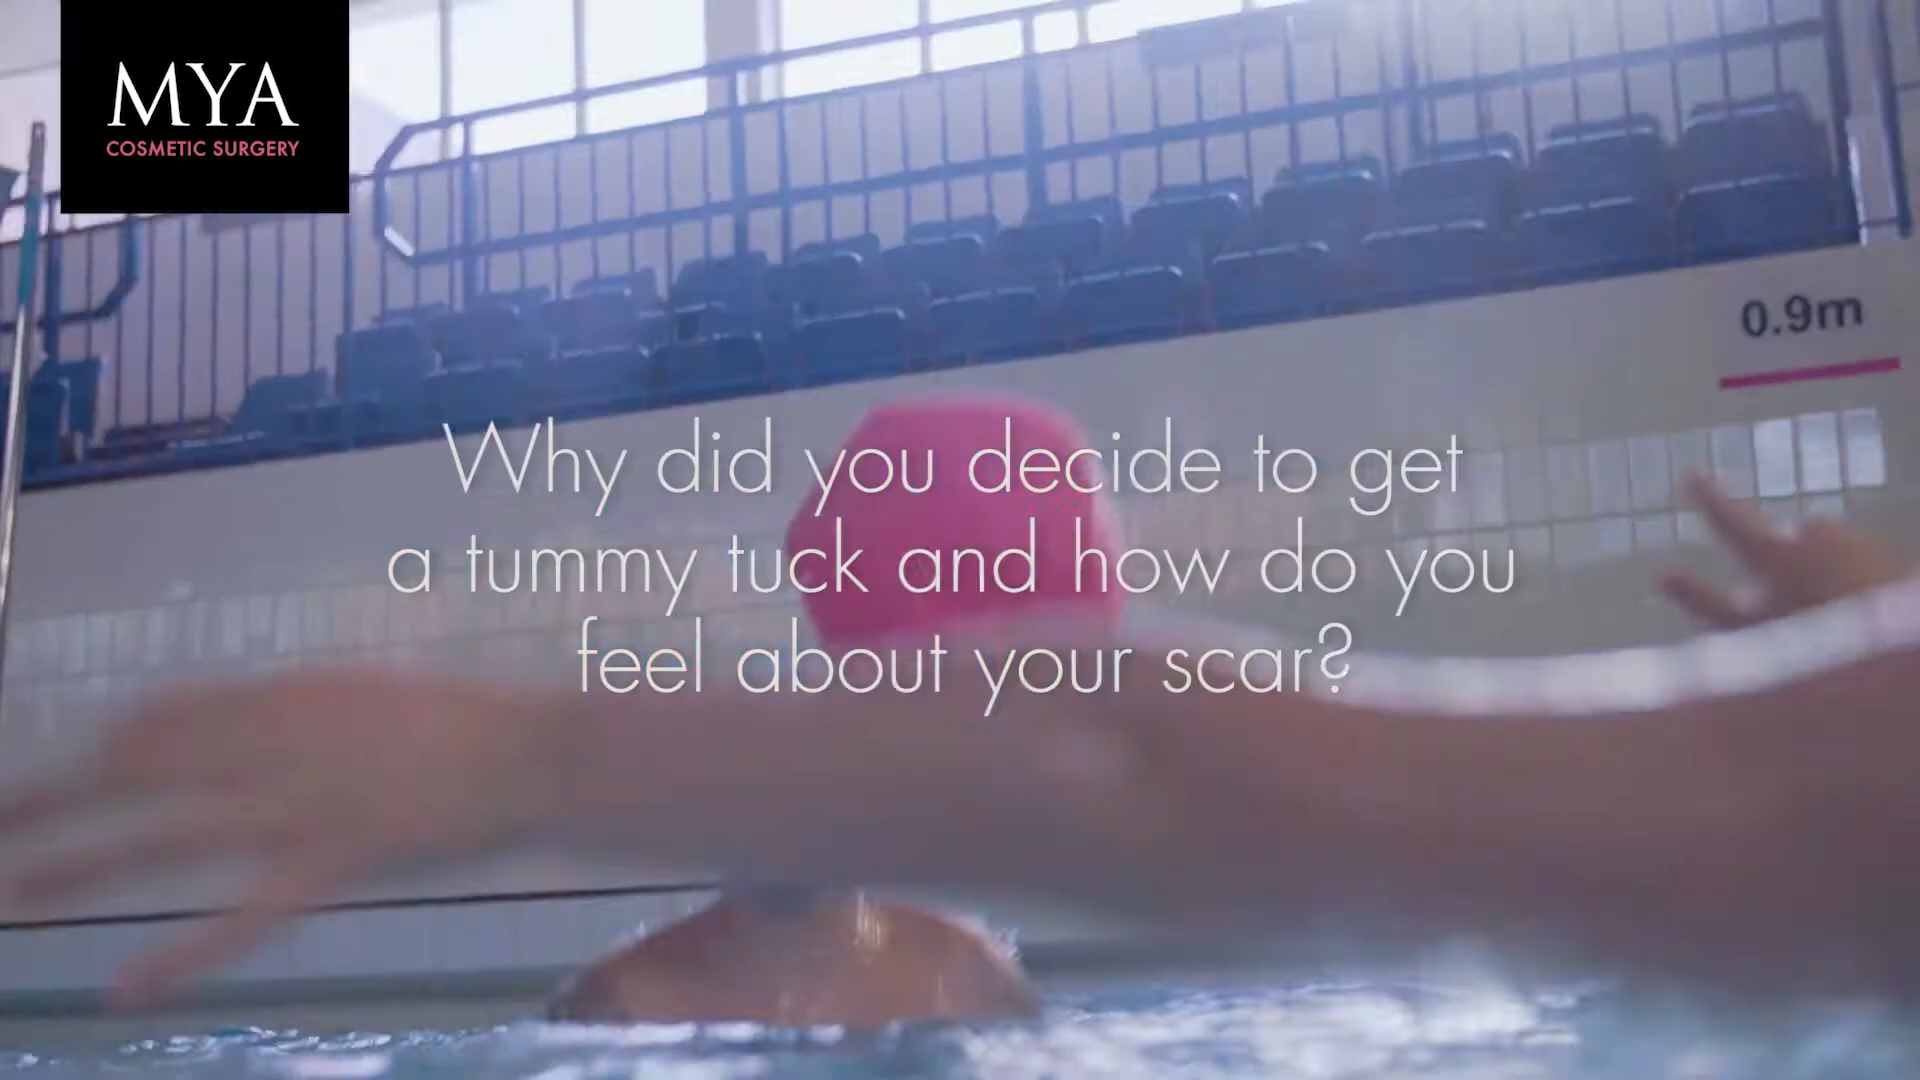 MYA
COSMETIC SURGERY
0.9m
Why did you decide to get
a tummy tuck and how do you
feel about your scar?